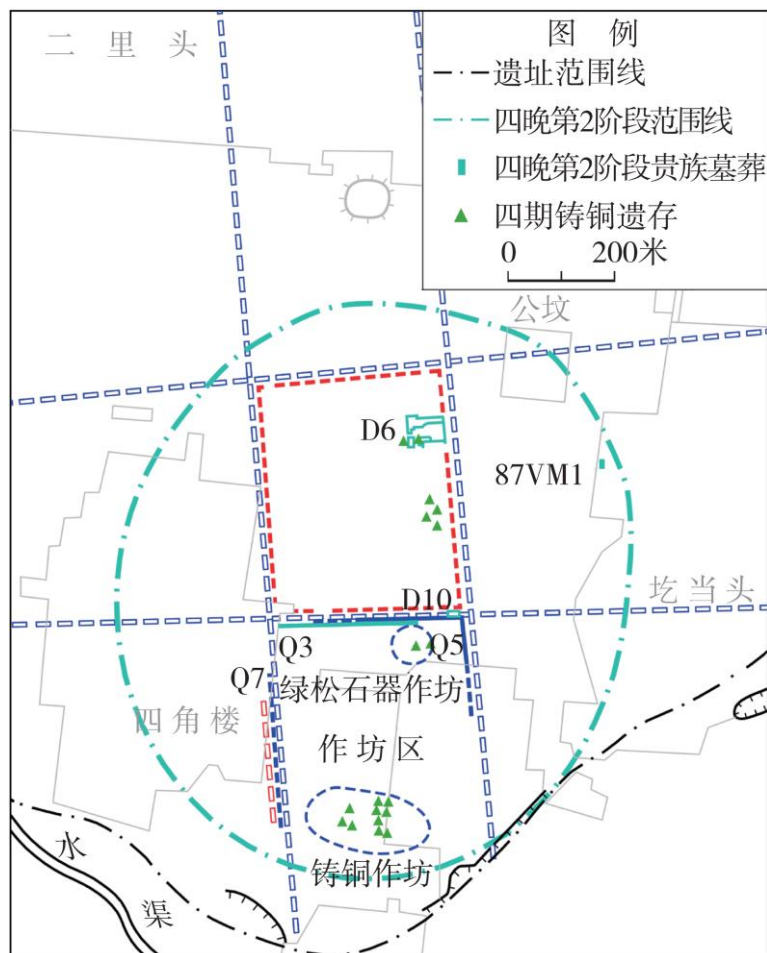 二里头
图例
遗址范围线
四晚第2阶段范围线
四晚第2阶段贵族墓葬
四期铸铜遗存
0 200米
公坟
D6
87VM1
圪当头
D10
Q3
Q5
Q7
绿松石器作坊
四角楼
作坊区
铸铜作坊
水渠